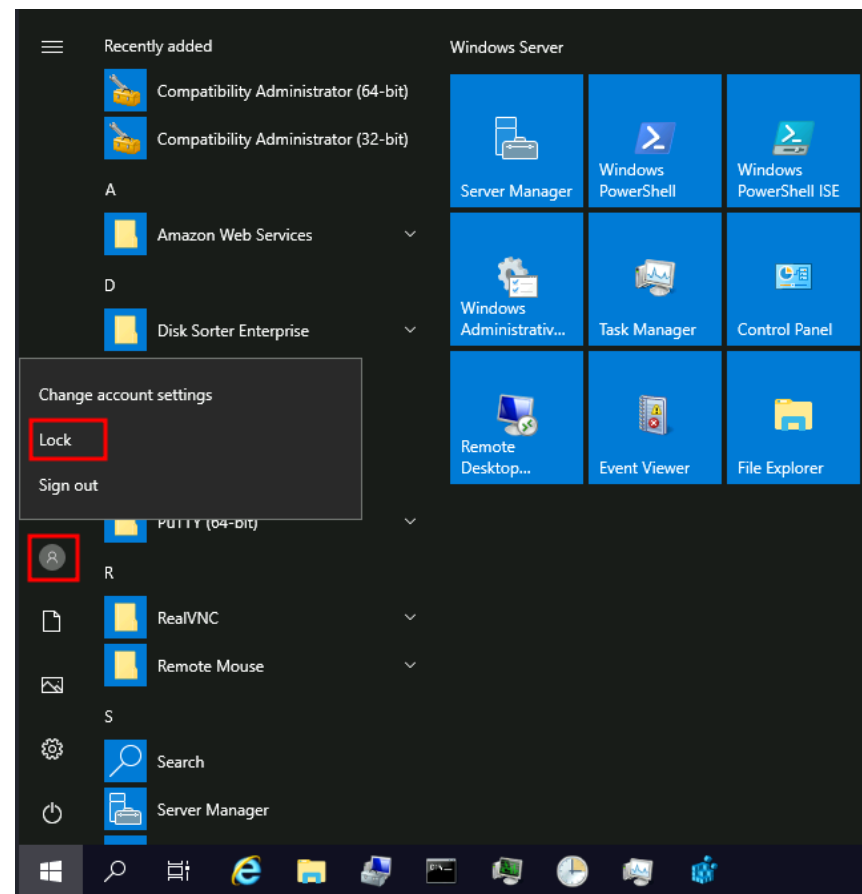 Recently added
Compatibility Administrator (64-bit)
Compatibility Administrator (32-bit)
A
Amazon Web Services
D
Disk Sorter Enterprise
Change account settings
Lock
Sign out
PuTTY (64-bit)
R
RealVNC
Remote Mouse
S
Search
Server Manager
Windows Server
Server Manager
Windows
PowerShell
Windows
PowerShell ISE
Windows
Administrativ...
Task Manager
Control Panel
Remote
Desktop...
Event Viewer
File Explorer